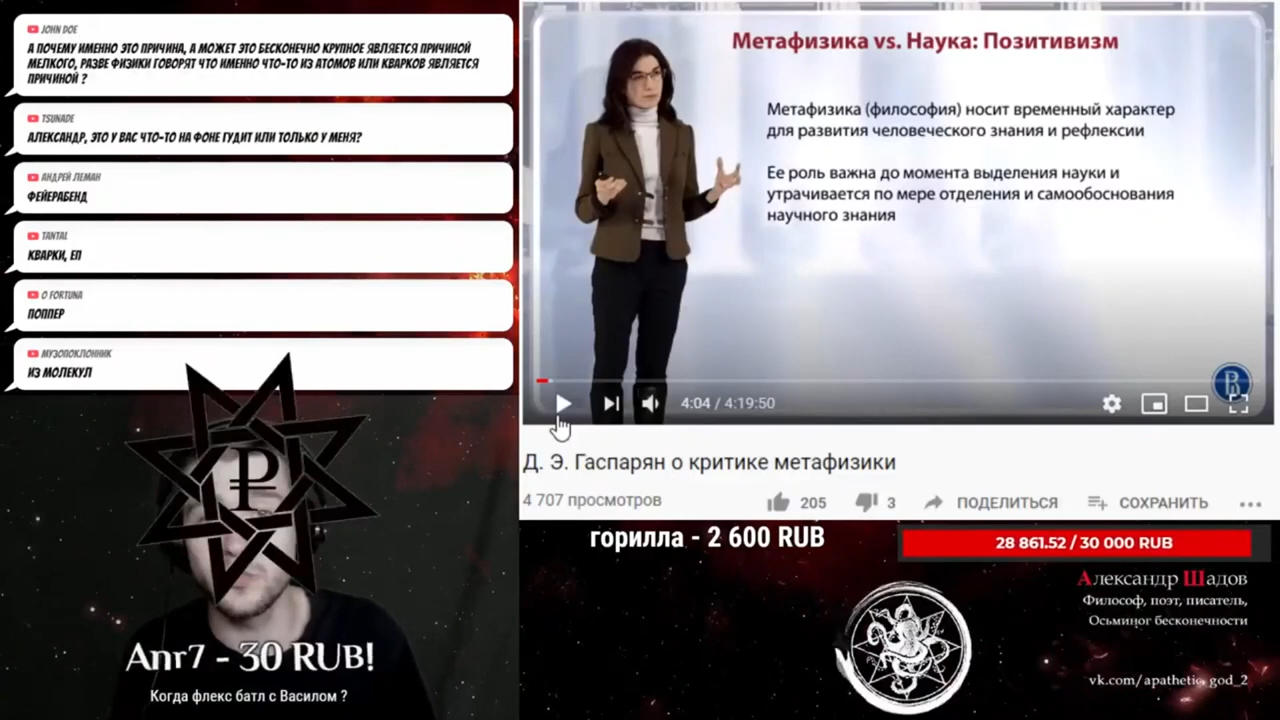 JOHN DOE
А ПОЧЕМУ ИМЕННО ЭТО ПРИЧИНА, А МОЖЕТ ЭТО БЕСКОНЕЧНО КРУПНОЕ ЯВЛЯЕТСЯ ПРИЧИНОЙ
МЕЛКОГО, РАЗВЕ ФИЗИКИ ГОВОРЯТ ЧТО ИМЕННО ЧТО-ТО ИЗ АТОМОВ ИЛИ КВАРКОВ ЯВЛЯЕТСЯ
ПРИЧИНОЙ ?
TSUNADE
АЛЕКСАНДР, ЭТО У ВАС ЧТО-ТО НА ФОНЕ ГУДИТ ИЛИ ТОЛЬКО У МЕНЯ?
АНДРЕЙ ЛЕМАН
ФЕЙЕРАБЕНД
TANTAL
КВАРКИ, ЕП
O FORTUNA
ПОППЕР
МУЗОПОКЛОННИК
ИЗ МОЛЕКУЛ
₽
Anr7 - 30 RUB!
Когда флекс батл с Василом ?
Метафизика vs. Наука: Позитивизм
Метафизика (философия) носит временный характер
для развития человеческого знания и рефлексии
Ее роль важна до момента выделения науки и
утрачивается по мере отделения и самообоснования
научного знания
4:04 / 4:19:50
Д. Э. Гаспарян о критике метафизики
4 707 просмотров
205
3
ПОДЕЛИТЬСЯ
СОХРАНИТЬ
горилла - 2 600 RUB
28 861.52 / 30 000 RUB
Александр Шадов
Философ, поэт, писатель,
Осьминог бесконечности
vk.com/apathetic_god_2